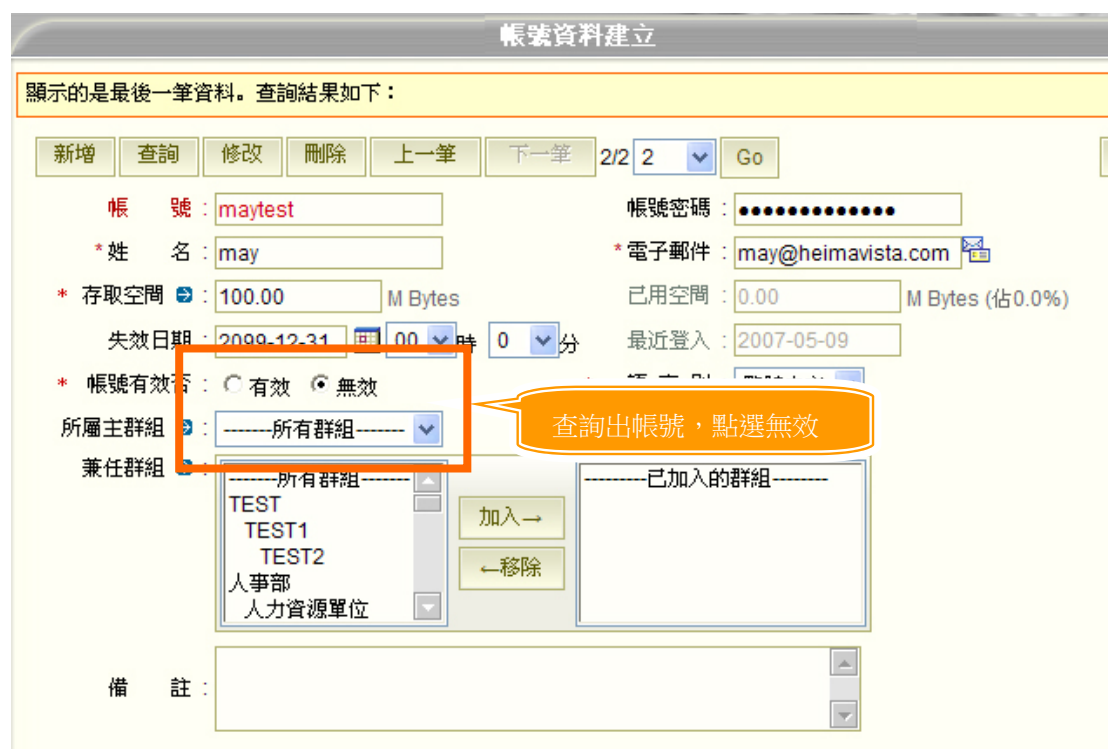 帳號資料建立
顯示的是最後一筆資料。查詢結果如下：
新增 查詢 修改 刪除 上一筆 下一筆 2/2 2 Go
帳 號 : maytest 帳號密碼 : •••••••••••••
*姓 名 : may *電子郵件 : may@heimavista.com
* 存取空間 : 100.00 M Bytes 已用空間 : 0.00 M Bytes (佔0.0%)
失效日期 : 2099-12-31 00 時 0 分 最近登入 : 2007-05-09
* 帳號有效否 : 有效 無效
查詢出帳號，點選無效
所屬主群組 : -------所有群組-------
兼任群組 : -------所有群組------- ---------已加入的群組--------
TEST
TEST1
TEST2
人事部
人力資源單位
加入→
←移除
備 註 :